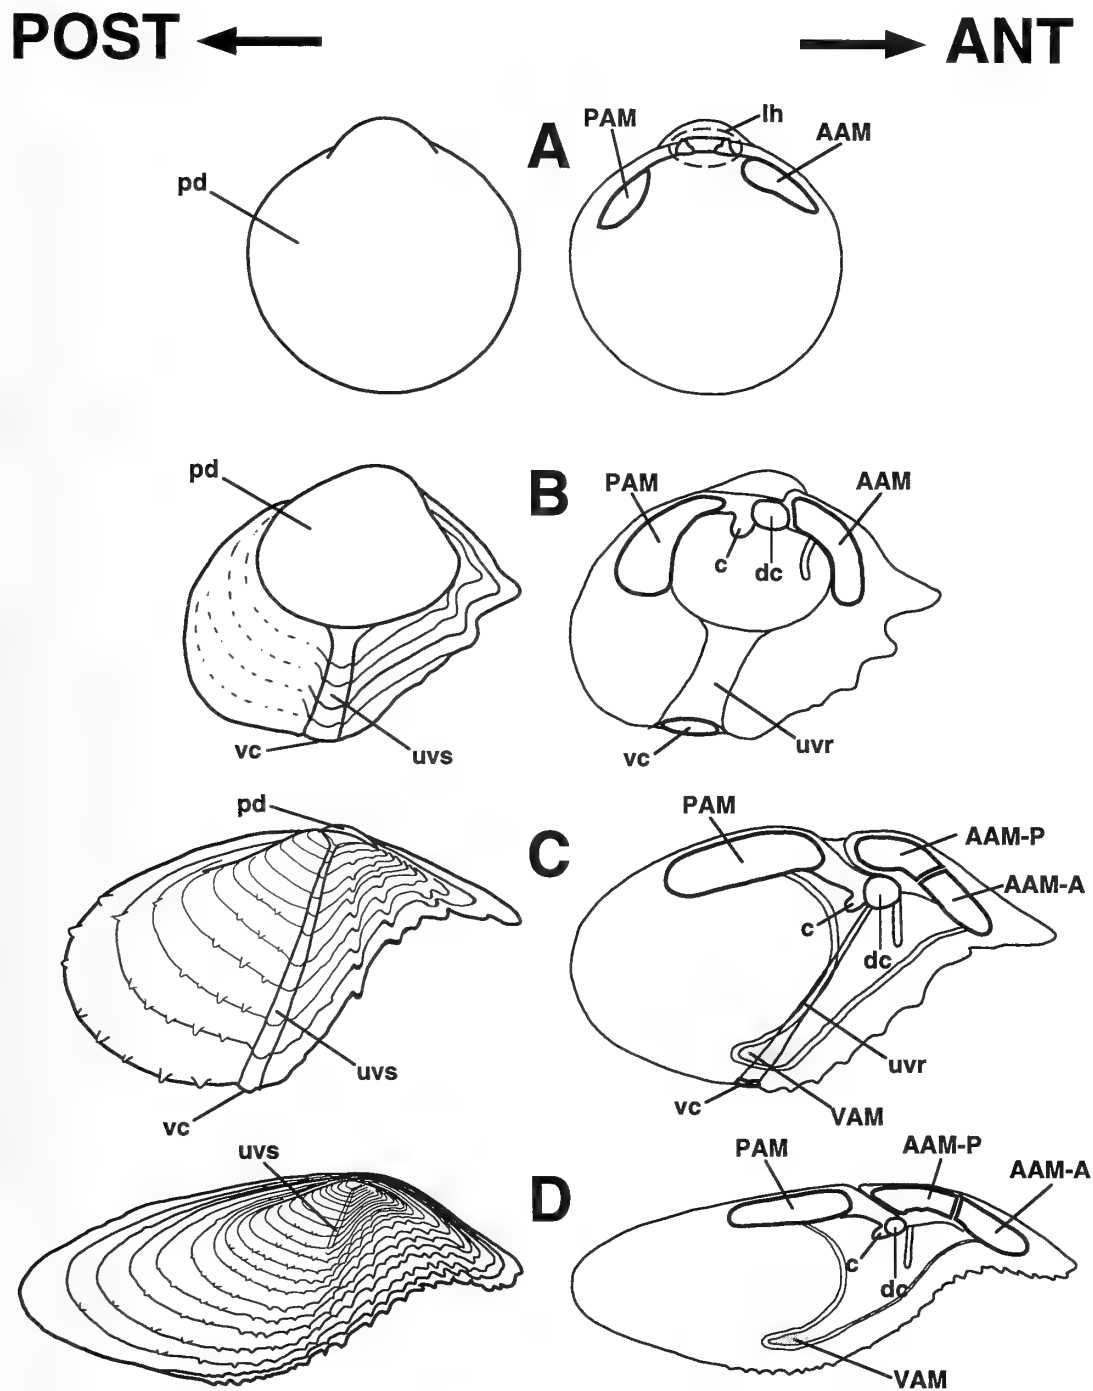 POST ANT
A
PAM lh AAM
pd
B
pd PAM AAM
c dc
vc uvs vc uvr
C
pd PAM AAM-P
AAM-A
c dc
uvs uvr
vc vc VAM
D
uvs PAM AAM-P AAM-A
c dc
VAM